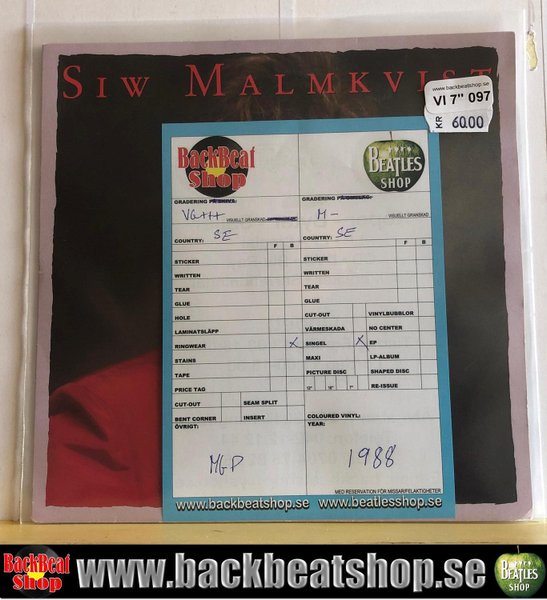 SIW MALMKVIST
www.backbeatshop.se
VI 7" 097
KR 60.00
BackBeat Shop
BEATLES SHOP
GRADERING
VG+++ VISUELLT GRANSKAD
COUNTRY: SE
F B
STICKER
WRITTEN
TEAR
GLUE
HOLE
LAMINATSLÄPP
RINGWEAR X
STAINS
TAPE
PRICE TAG
CUT-OUT SEAM SPLIT
BENT CORNER INSERT
ÖVRIGT:
MGP
GRADERING
M- VISUELLT GRANSKAD
COUNTRY: SE
F B
STICKER
WRITTEN
TEAR
GLUE
CUT-OUT VINYLBUBBLOR
VÄRMESKADA NO CENTER
SINGEL X EP
MAXI LP-ALBUM
PICTURE DISC SHAPED DISC
12" 10" 7" RE-ISSUE
COLOURED VINYL:
YEAR:
1988
MED RESERVATION FÖR MISSAR/FELAKTIGHETER
www.backbeatshop.se www.beatlesshop.se
BackBeat Shop www.backbeatshop.se BEATLES SHOP